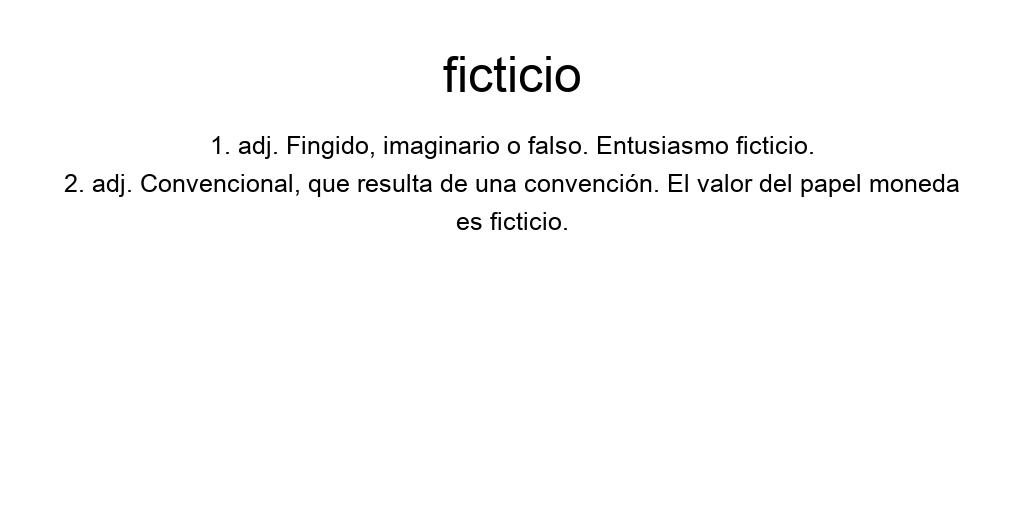 ficticio
1. adj. Fingido, imaginario o falso. Entusiasmo ficticio.
2. adj. Convencional, que resulta de una convención. El valor del papel moneda
es ficticio.